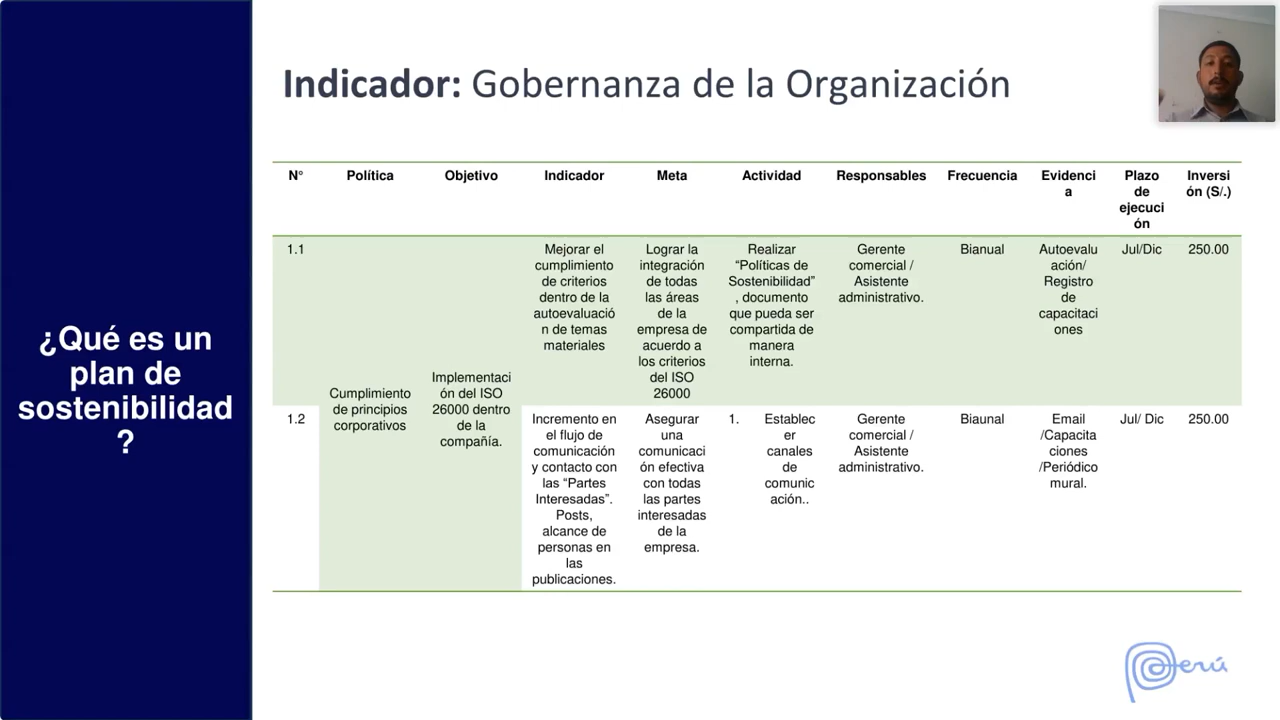 Indicador: Gobernanza de la Organización
¿Qué es un
plan de
sostenibilidad
?
N° Política Objetivo Indicador Meta Actividad Responsables Frecuencia Evidenci
a Plazo
de
ejecuci
ón Inversi
ón (S/.)
1.1
Cumplimiento
de principios
corporativos
Implementaci
ón del ISO
26000 dentro
de la
compañía.
Mejorar el
cumplimiento
de criterios
dentro de la
autoevaluació
n de temas
materiales
Lograr la
integración
de todas
las áreas
de la
empresa de
acuerdo a
los criterios
del ISO
26000
Realizar
“Políticas de
Sostenibilidad”
, documento
que pueda ser
compartida de
manera
interna.
Gerente
comercial /
Asistente
administrativo.
Bianual
Autoevalu
ación/
Registro
de
capacitaci
ones
Jul/Dic
250.00
1.2
Incremento en
el flujo de
comunicación
y contacto con
las “Partes
Interesadas”.
Posts,
alcance de
personas en
las
publicaciones.
Asegurar
una
comunicaci
ón efectiva
con todas
las partes
interesadas
de la
empresa.
1. Establec
er
canales
de
comunic
ación..
Gerente
comercial /
Asistente
administrativo.
Biaunal
Email
/Capacita
ciones
/Periódico
mural.
Jul/ Dic
250.00
Perú